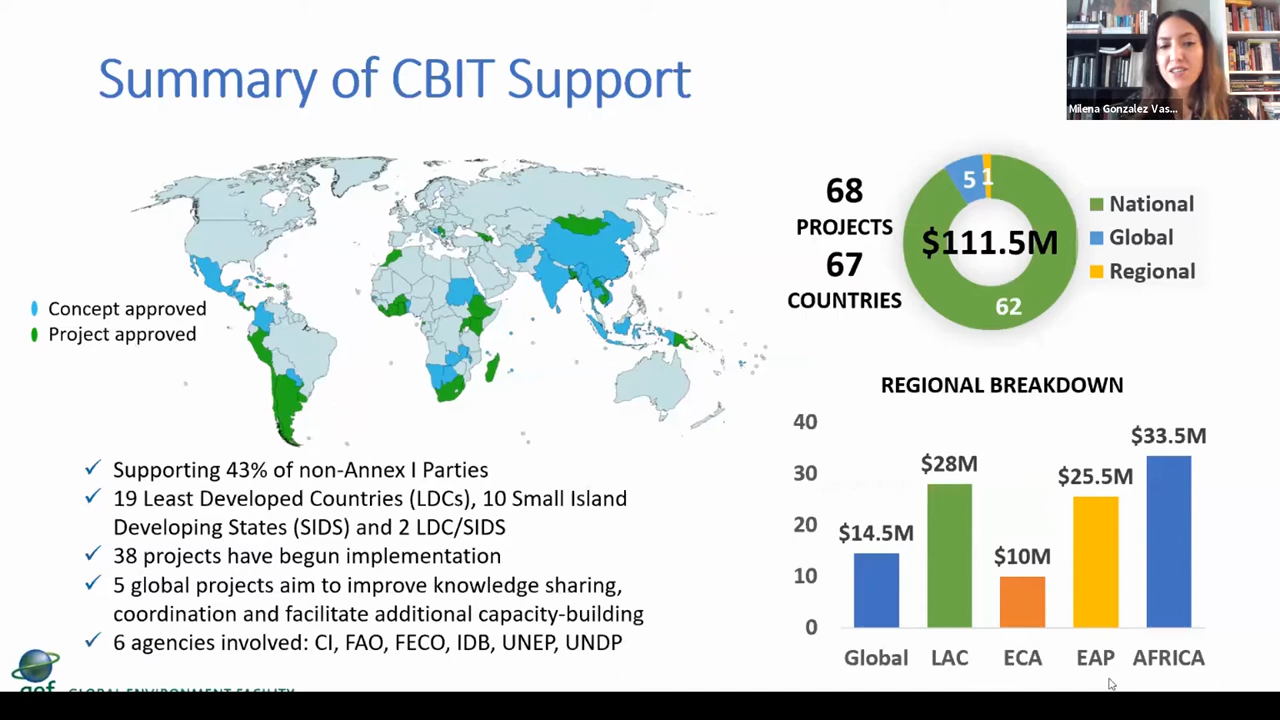 Summary of CBIT Support
Milena Gonzalez Vas...
Concept approved
Project approved
68
PROJECTS
67
COUNTRIES
5
1
$111.5M
62
National
Global
Regional
REGIONAL BREAKDOWN
40
30
20
10
0
$14.5M
$28M
$10M
$25.5M
$33.5M
Global
LAC
ECA
EAP
AFRICA
Supporting 43% of non-Annex I Parties
19 Least Developed Countries (LDCs), 10 Small Island
Developing States (SIDS) and 2 LDC/SIDS
38 projects have begun implementation
5 global projects aim to improve knowledge sharing,
coordination and facilitate additional capacity-building
6 agencies involved: CI, FAO, FECO, IDB, UNEP, UNDP
gef
GLOBAL ENVIRONMENT FACILITY